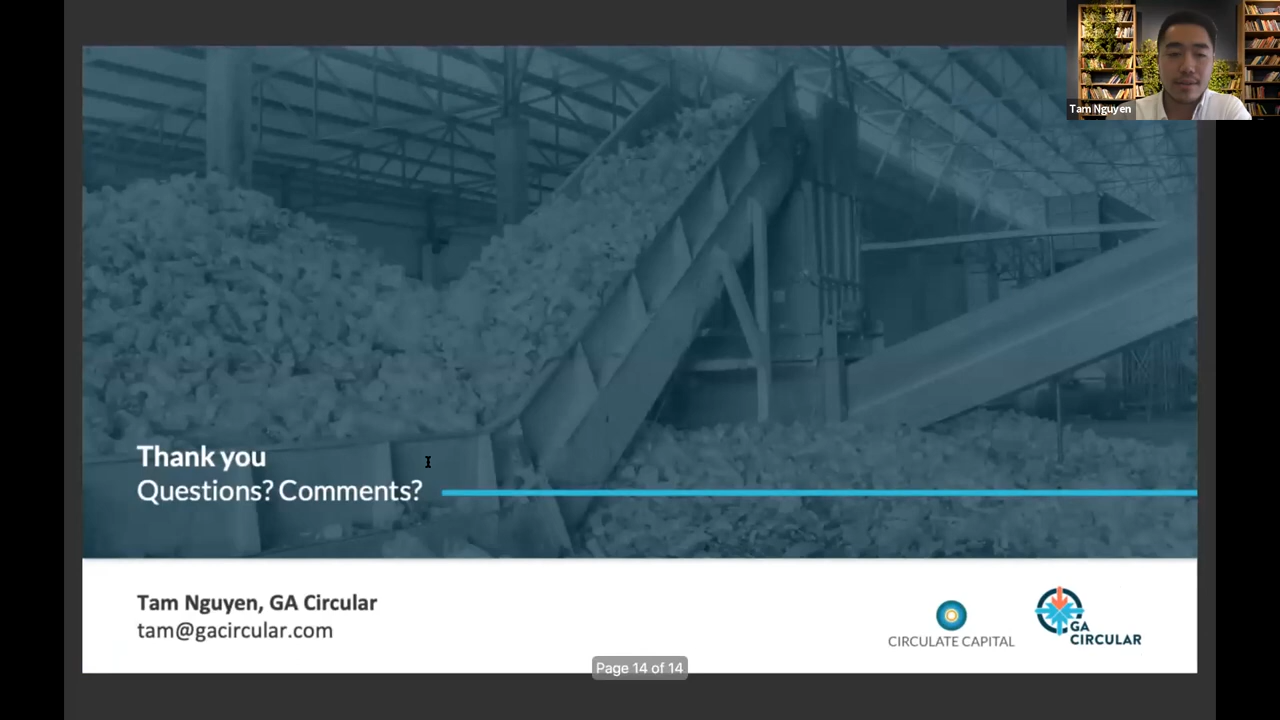 Tam Nguyen
Thank you
Questions? Comments?
Tam Nguyen, GA Circular
tam@gacircular.com
CIRCULATE CAPITAL
GA
CIRCULAR
Page 14 of 14